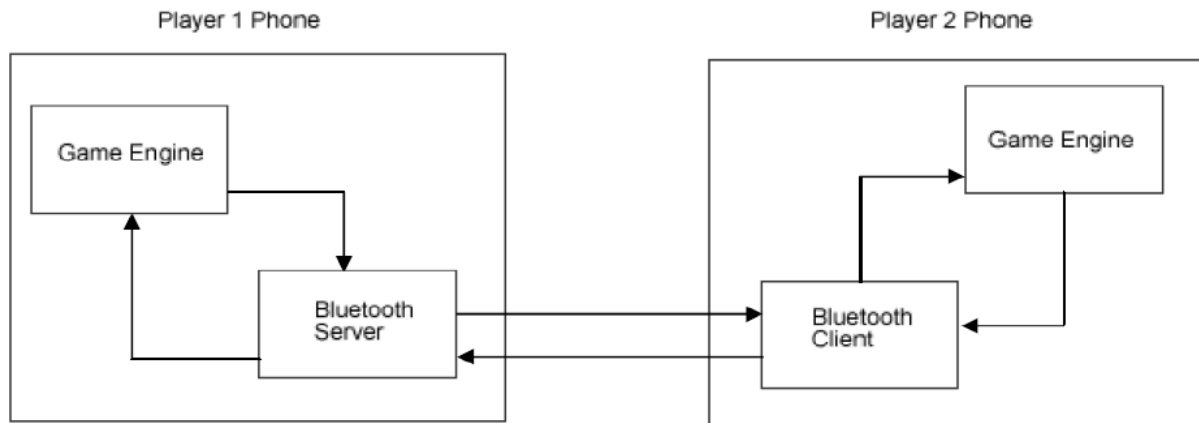 Player 1 Phone
Player 2 Phone
Game Engine
Game Engine
Bluetooth
Server
Bluetooth
Client